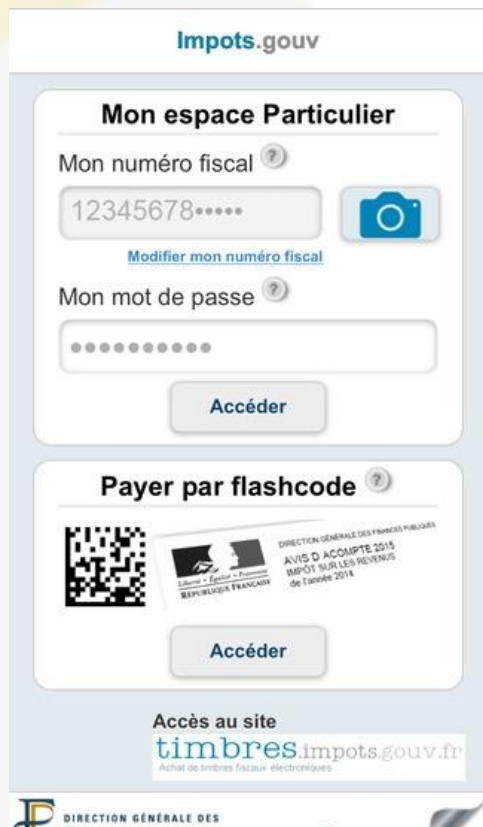 Impots.gouv
Mon espace Particulier
Mon numéro fiscal ?
12345678•••••
Modifier mon numéro fiscal
Mon mot de passe ?
••••••••••
Accéder
Payer par flashcode ?
DIRECTION GÉNÉRALE DES FINANCES PUBLIQUES
AVIS D ACOMPTE 2015
IMPÔT SUR LES REVENUS
de l'année 2014
Liberté • Égalité • Fraternité
RÉPUBLIQUE FRANÇAISE
Accéder
Accès au site
timbres.impots.gouv.fr
Achat de timbres fiscaux électroniques
DIRECTION GÉNÉRALE DES